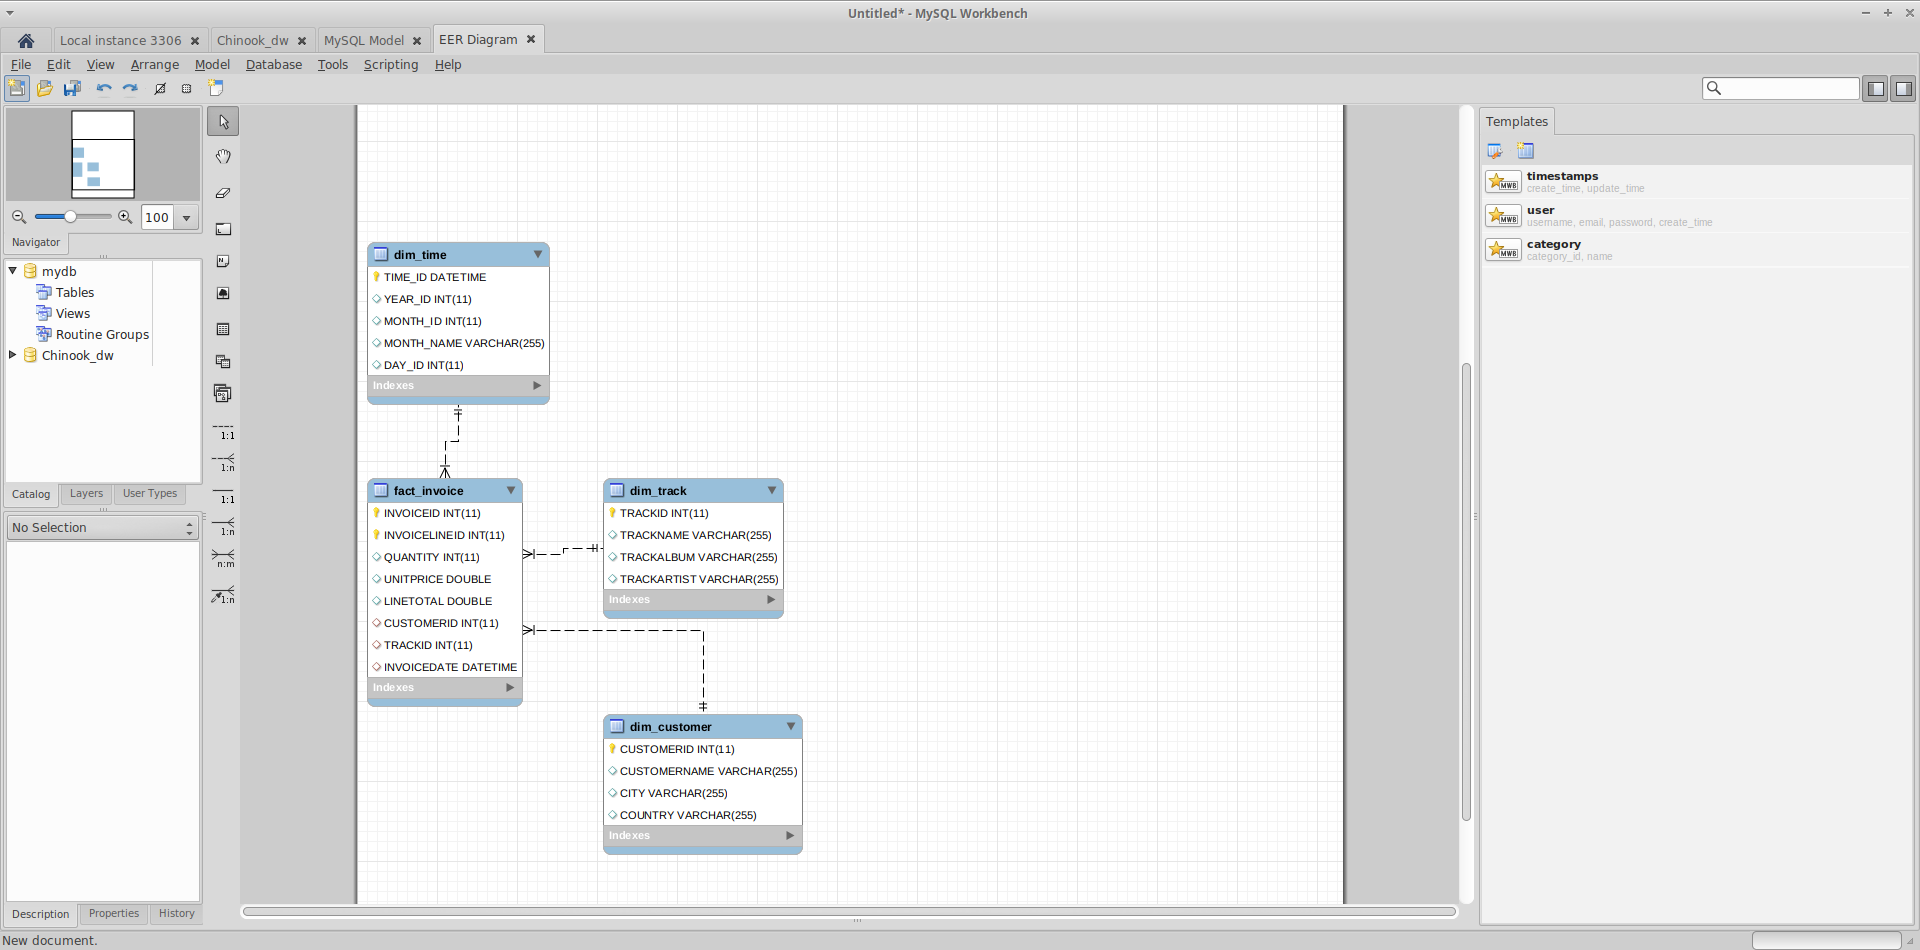 Untitled* - MySQL Workbench
Local instance 3306
Chinook_dw
MySQL Model
EER Diagram
File Edit View Arrange Model Database Tools Scripting Help
100
Navigator
mydb
Tables
Views
Routine Groups
Chinook_dw
Catalog Layers User Types
No Selection
Description Properties History
1:1
1:n
1:1
1:n
n:m
1:n
dim_time
TIME_ID DATETIME
YEAR_ID INT(11)
MONTH_ID INT(11)
MONTH_NAME VARCHAR(255)
DAY_ID INT(11)
Indexes
fact_invoice
INVOICEID INT(11)
INVOICELINEID INT(11)
QUANTITY INT(11)
UNITPRICE DOUBLE
LINETOTAL DOUBLE
CUSTOMERID INT(11)
TRACKID INT(11)
INVOICEDATE DATETIME
Indexes
dim_track
TRACKID INT(11)
TRACKNAME VARCHAR(255)
TRACKALBUM VARCHAR(255)
TRACKARTIST VARCHAR(255)
Indexes
dim_customer
CUSTOMERID INT(11)
CUSTOMERNAME VARCHAR(255)
CITY VARCHAR(255)
COUNTRY VARCHAR(255)
Indexes
Templates
MWB
timestamps
create_time, update_time
MWB
user
username, email, password, create_time
MWB
category
category_id, name
New document.